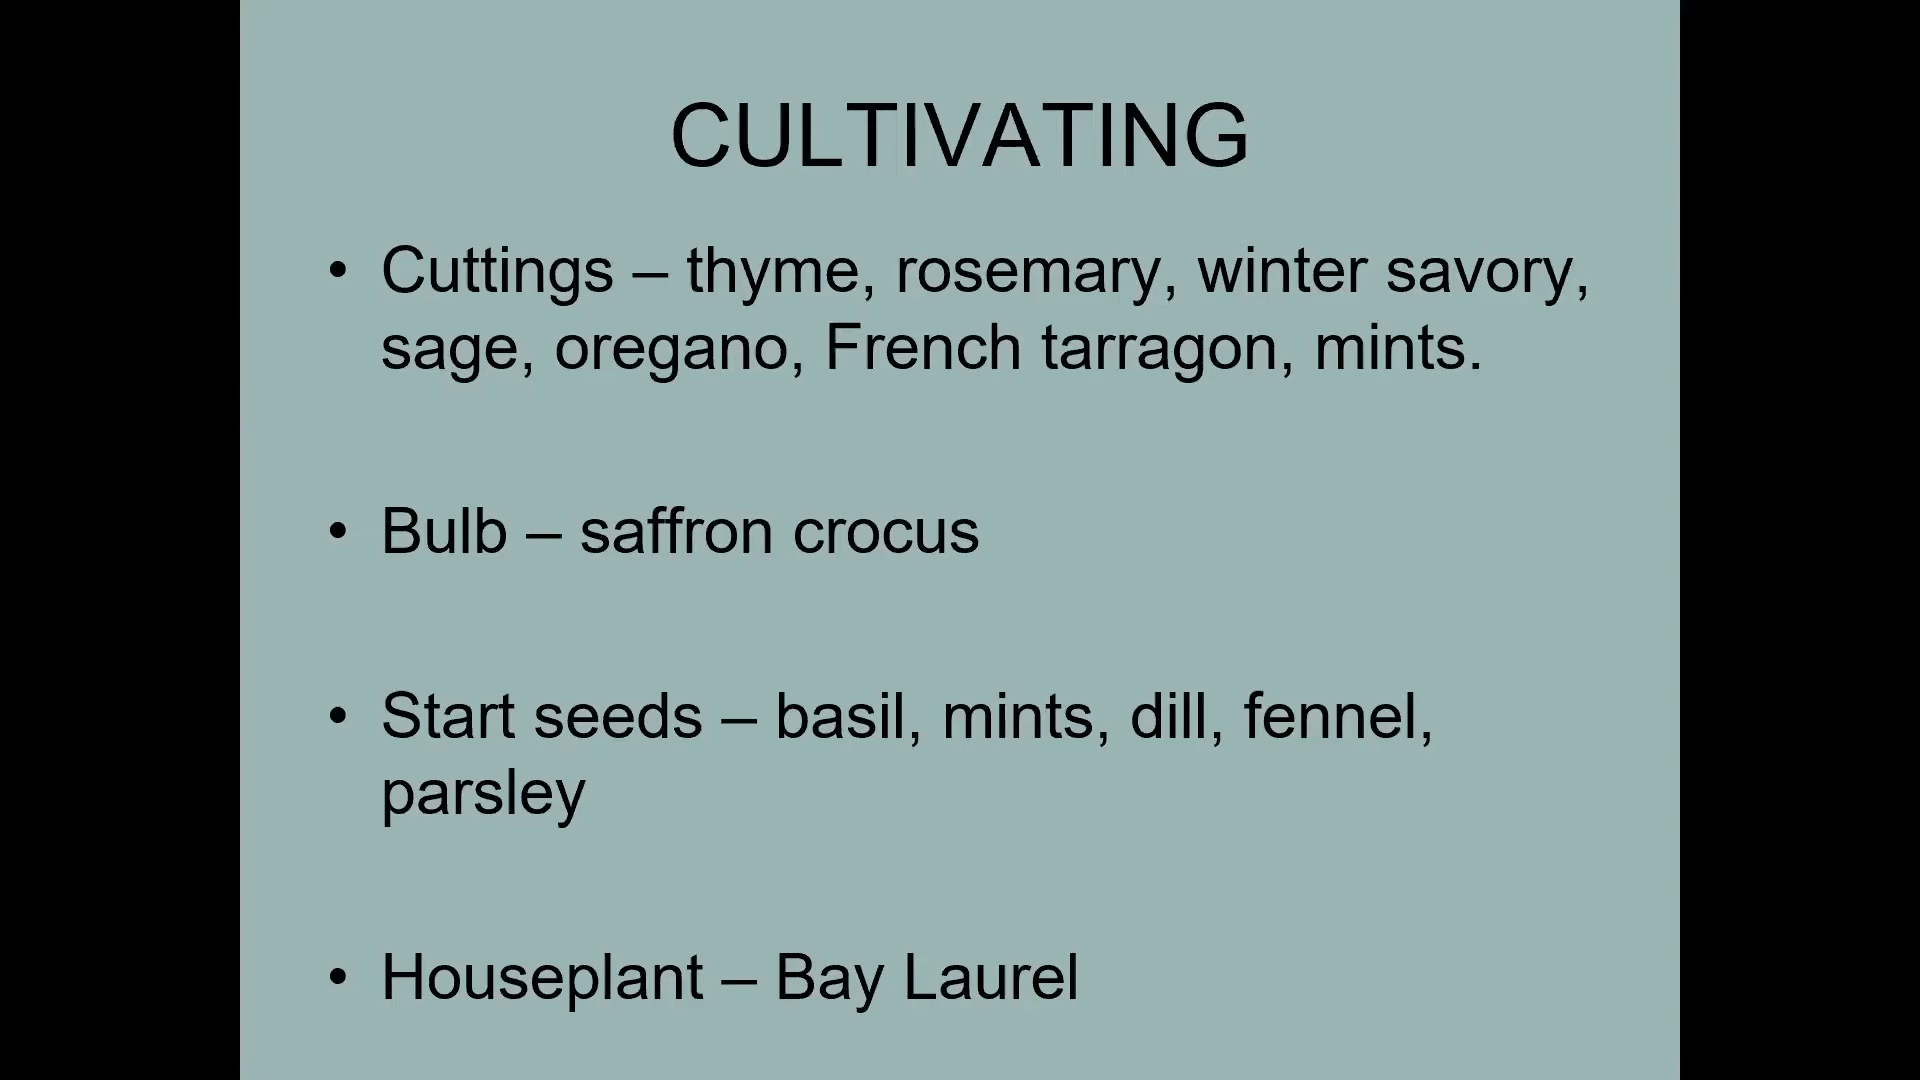 CULTIVATING
• Cuttings – thyme, rosemary, winter savory,
sage, oregano, French tarragon, mints.
• Bulb – saffron crocus
• Start seeds – basil, mints, dill, fennel,
parsley
• Houseplant – Bay Laurel